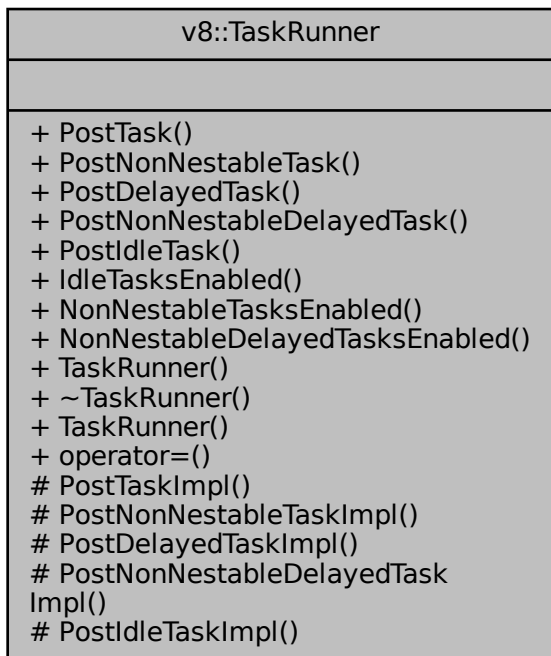 v8::TaskRunner
+ PostTask()
+ PostNonNestableTask()
+ PostDelayedTask()
+ PostNonNestableDelayedTask()
+ PostIdleTask()
+ IdleTasksEnabled()
+ NonNestableTasksEnabled()
+ NonNestableDelayedTasksEnabled()
+ TaskRunner()
+ ~TaskRunner()
+ TaskRunner()
+ operator=()
# PostTaskImpl()
# PostNonNestableTaskImpl()
# PostDelayedTaskImpl()
# PostNonNestableDelayedTask
Impl()
# PostIdleTaskImpl()